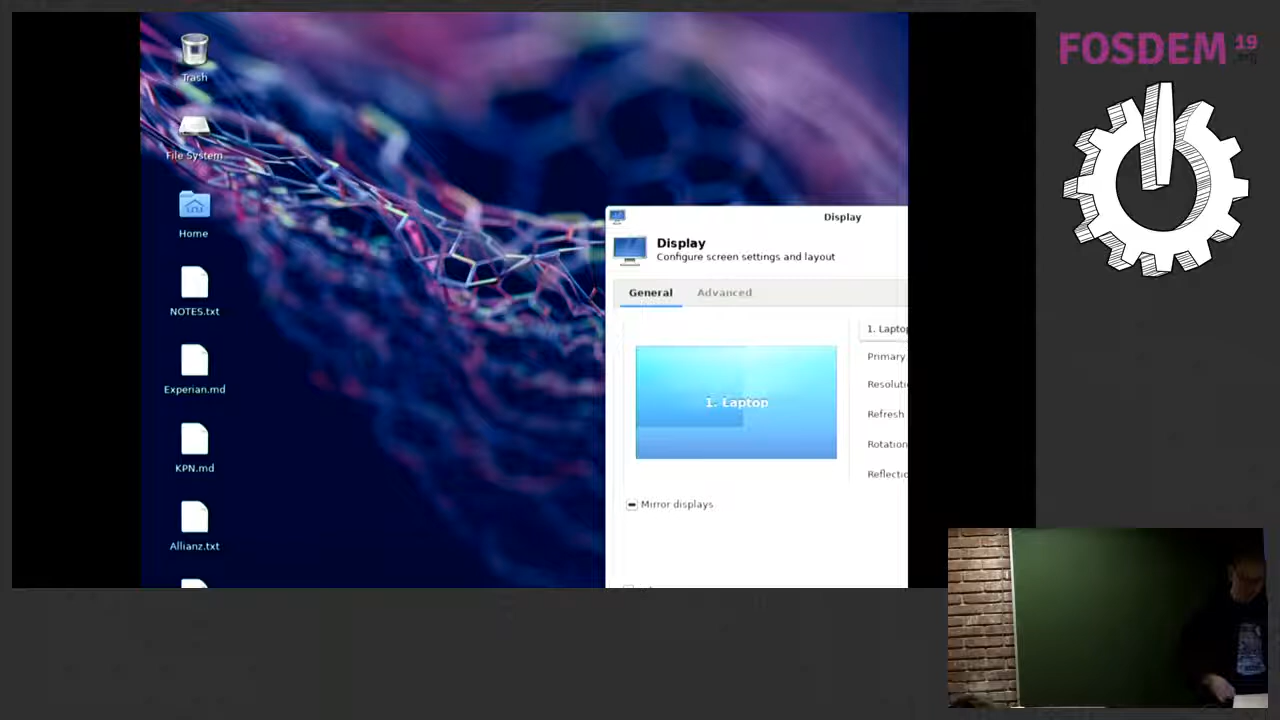 Trash
File System
Home
NOTES.txt
Experian.md
KPN.md
Allianz.txt
Display
Display
Configure screen settings and layout
General
Advanced
1. Laptop
1. Laptop
Primary
Resoluti
Refresh
Rotation
Reflectio
Mirror displays
FOSDEM 19